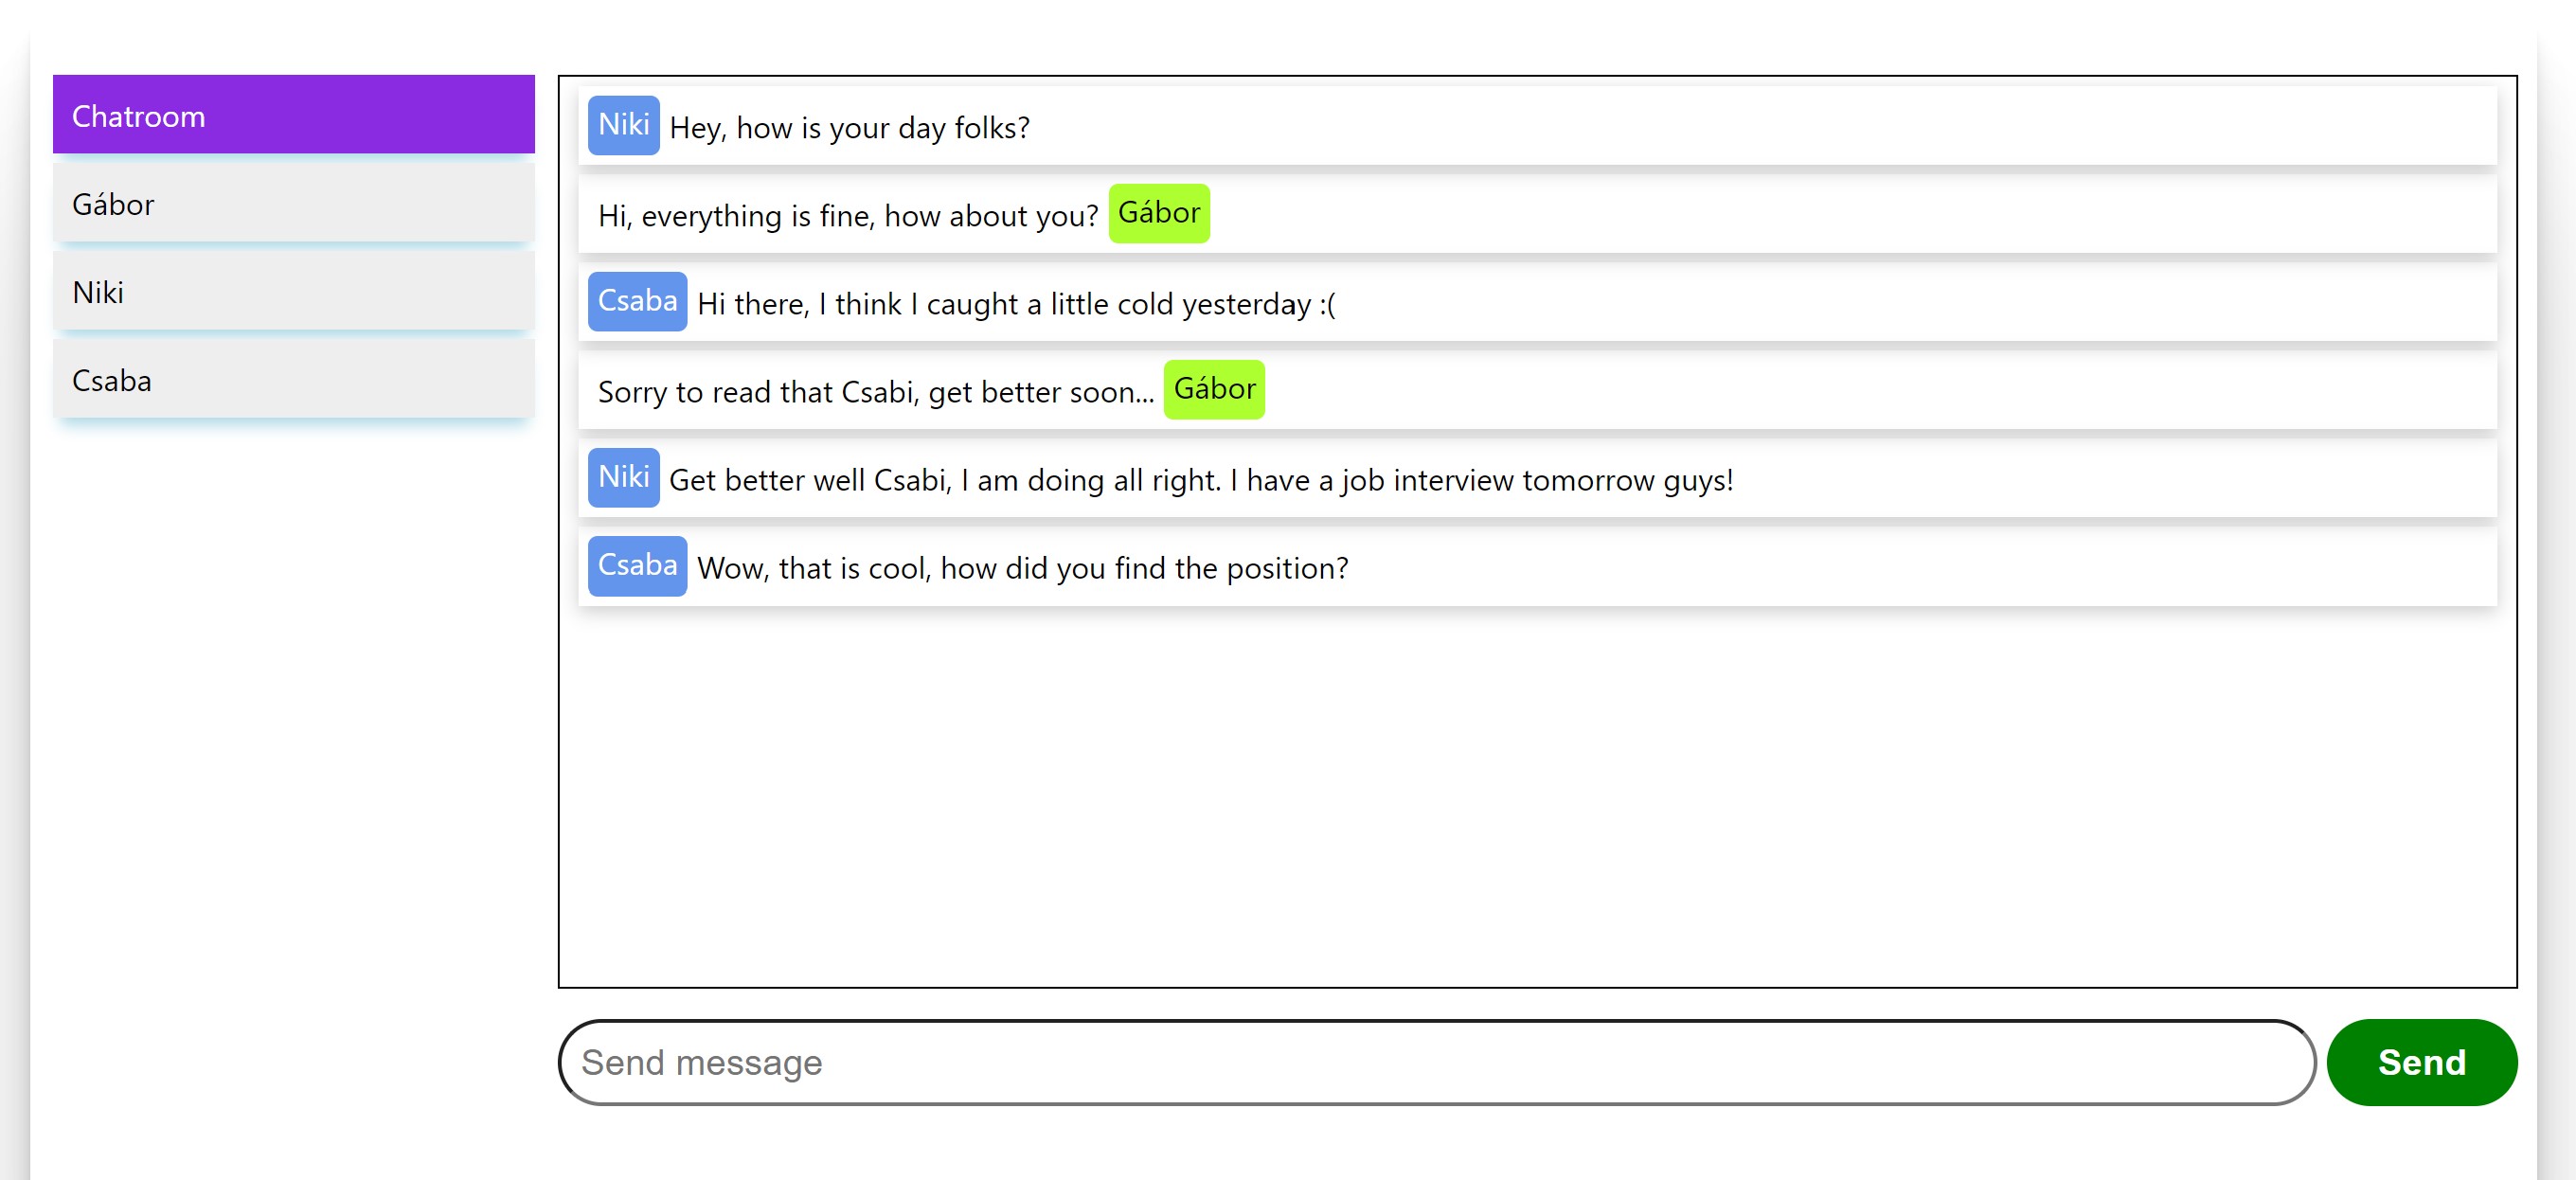 Chatroom
Gábor
Niki
Csaba
Niki Hey, how is your day folks?
Hi, everything is fine, how about you? Gábor
Csaba Hi there, I think I caught a little cold yesterday :(
Sorry to read that Csabi, get better soon... Gábor
Niki Get better well Csabi, I am doing all right. I have a job interview tomorrow guys!
Csaba Wow, that is cool, how did you find the position?
Send message
Send